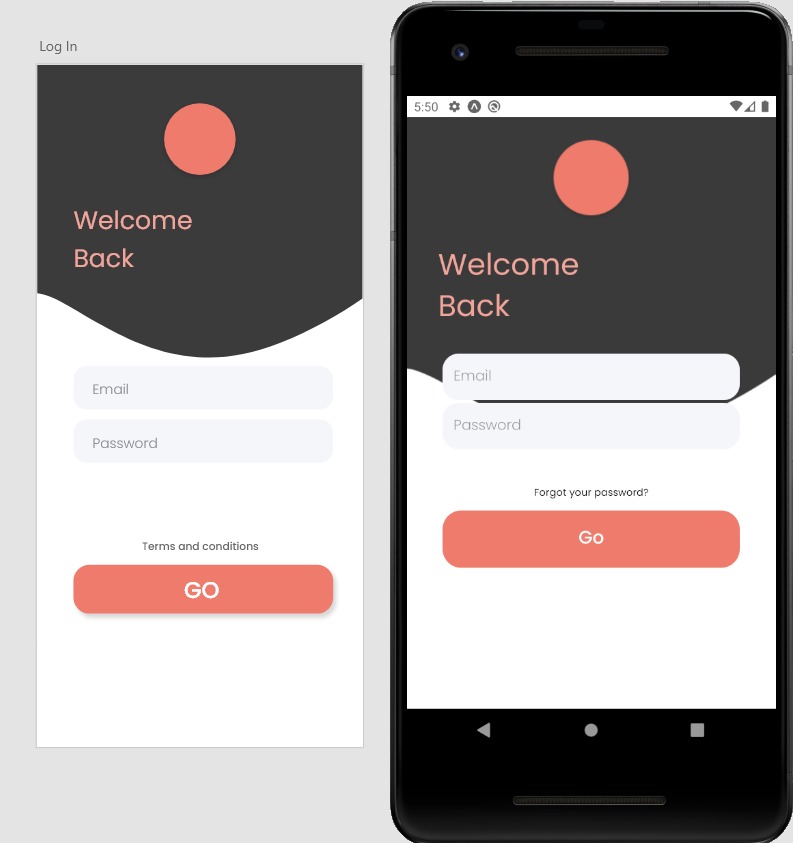 Log In
Welcome
Back
Email
Password
Terms and conditions
GO
5:50
Welcome
Back
Email
Password
Forgot your password?
Go